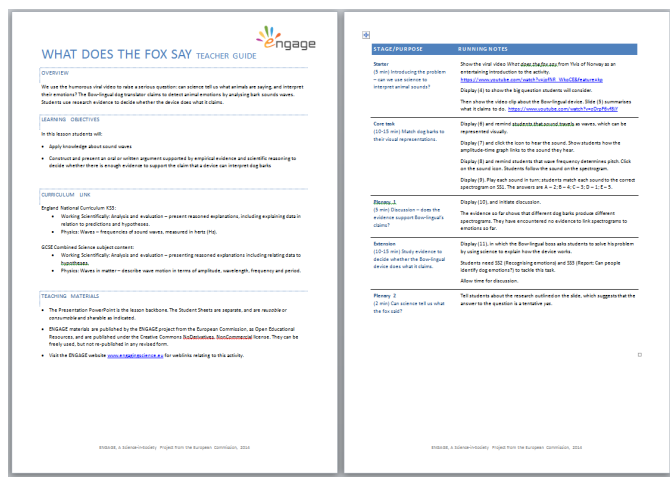 engage
WHAT DOES THE FOX SAY TEACHER GUIDE
OVERVIEW
We use the humorous viral video to raise a serious question: can science tell us what animals are saying, and interpret
their emotions? The Bow-lingual dog translator claims to detect animal emotions by analysing bark sounds waves.
Students use research evidence to decide whether the device does what it claims.
LEARNING OBJECTIVES
In this lesson students will:
• Apply knowledge about sound waves
• Construct and present an oral or written argument supported by empirical evidence and scientific reasoning to
decide whether there is enough evidence to support the claim that a device can interpret dog barks
CURRICULUM LINK
England National Curriculum KS3:
• Working Scientifically: Analysis and evaluation – present reasoned explanations, including explaining data in
relation to predictions and hypotheses.
• Physics: Waves – frequencies of sound waves, measured in hertz (Hz).
GCSE Combined Science subject content:
• Working Scientifically: Analysis and evaluation – presenting reasoned explanations including relating data to
hypotheses.
• Physics: Waves in matter – describe wave motion in terms of amplitude, wavelength, frequency and period.
TEACHING MATERIALS
• The Presentation PowerPoint is the lesson backbone. The Student Sheets are separate, and are reusable or
consumable and sharable as indicated.
• ENGAGE materials are published by the ENGAGE project from the European Commission, as Open Educational
Resources, and are published under the Creative Commons NoDerivatives, NonCommercial license. They can be
freely used, but not re-published in any revised form.
• Visit the ENGAGE website www.engagingscience.eu for weblinks relating to this activity.
ENGAGE, A Science-in-Society Project from the European Commission, 2014
STAGE/PURPOSE RUNNING NOTES
Starter
(5 min) Introducing the problem
– can we use science to
interpret animal sounds?
Show the viral video What does the fox say from Ylvis of Norway as an
entertaining introduction to the activity.
Display (4) to show the big question students will consider.
Then show the video clip about the Bow-lingual device. Slide (5) summarises
what it claims to do.
Core task
(10-15 min) Match dog barks to
their visual representations.
Display (6) and remind students that sound travels as waves, which can be
represented visually.
Display (7) and click the icon to hear the sound. Show students how the
amplitude-time graph links to the sound they hear.
Display (8) and remind students that wave frequency determines pitch. Click
on the sound icon. Students follow the sound on the spectrogram.
Display (9). Play each sound in turn; students match each sound to the correct
spectrogram on SS1. The answers are A – 2; B – 4; C – 3; D – 1; E – 5.
Plenary 1
(5 min) Discussion – does the
evidence support Bow-lingual's
claims?
Display (10), and initiate discussion.
The evidence so far shows that different dog barks produce different
spectrograms. They have encountered no evidence to link spectrograms to
emotions so far.
Extension
(10-15 min) Study evidence to
decide whether the Bow-lingual
device does what it claims.
Display (11), in which the Bow-lingual boss asks students to solve his problem
by using science to explain how the device works.
Students need SS2 (Recognising emotions) and SS3 (Report: Can people
identify dog emotions?) to tackle this task.
Allow time for discussion.
Plenary 2
(2 min) Can science tell us what
the fox said?
Tell students about the research outlined on the slide, which suggests that the
answer to the question is a tentative yes.
ENGAGE, A Science-in-Society Project from the European Commission, 2014